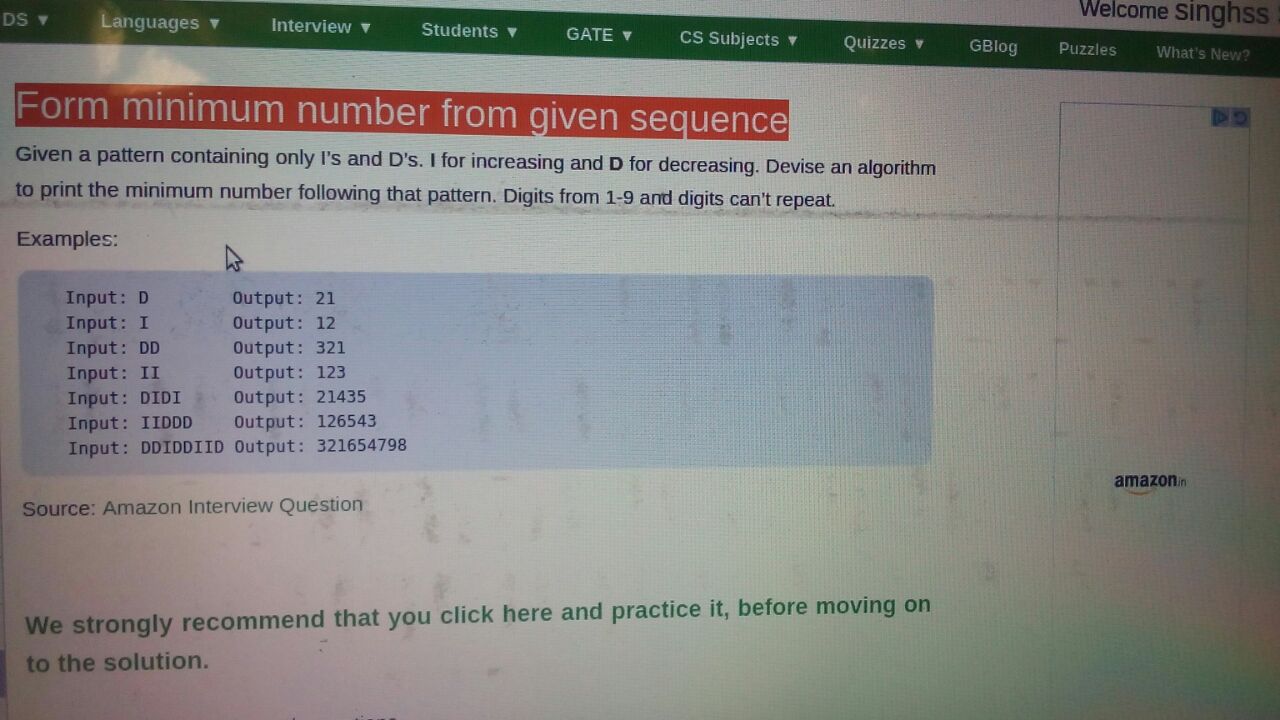 Welcome singhss
DS ▼ Languages ▼ Interview ▼ Students ▼ GATE ▼ CS Subjects ▼ Quizzes ▼ GBlog Puzzles What's New?
Form minimum number from given sequence
Given a pattern containing only I's and D's. I for increasing and D for decreasing. Devise an algorithm
to print the minimum number following that pattern. Digits from 1-9 and digits can't repeat.
Examples:
Input: D Output: 21
Input: I Output: 12
Input: DD Output: 321
Input: II Output: 123
Input: DIDI Output: 21435
Input: IIDDD Output: 126543
Input: DDIDDIID Output: 321654798
amazon.in
Source: Amazon Interview Question
We strongly recommend that you click here and practice it, before moving on
to the solution.